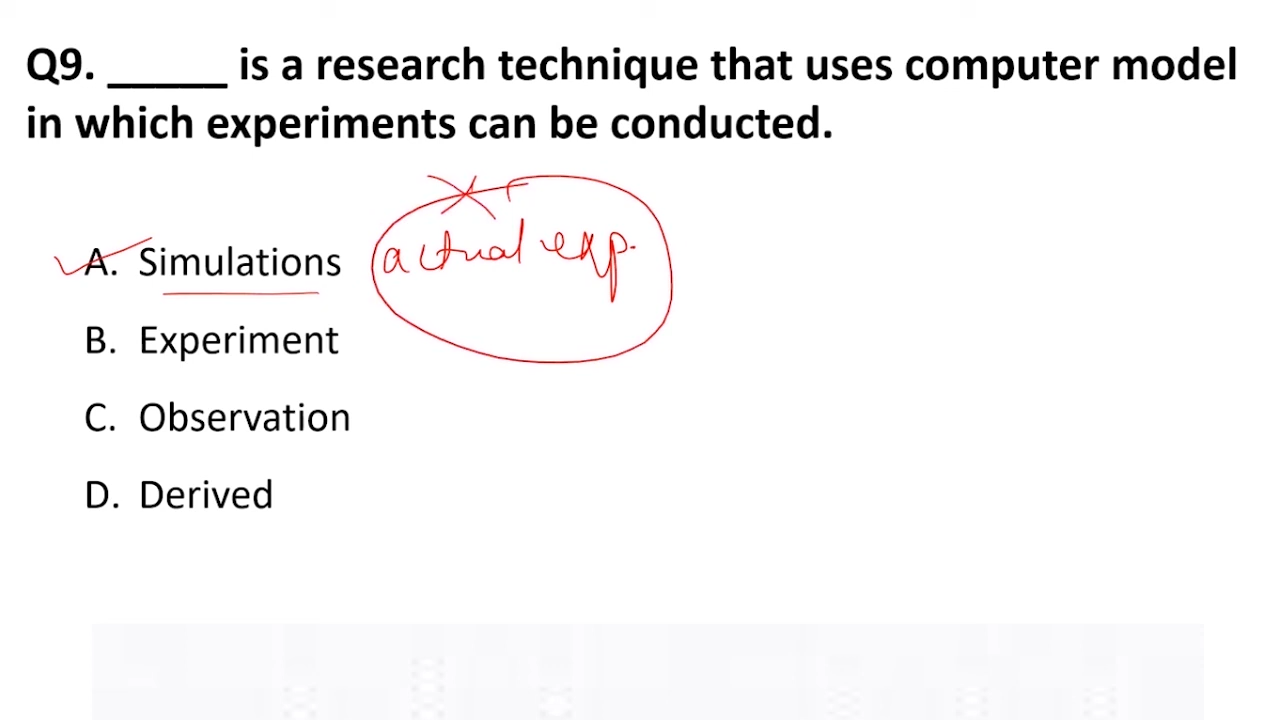 Q9. _____ is a research technique that uses computer model
in which experiments can be conducted.
A. Simulations
actual exp.
B. Experiment
C. Observation
D. Derived